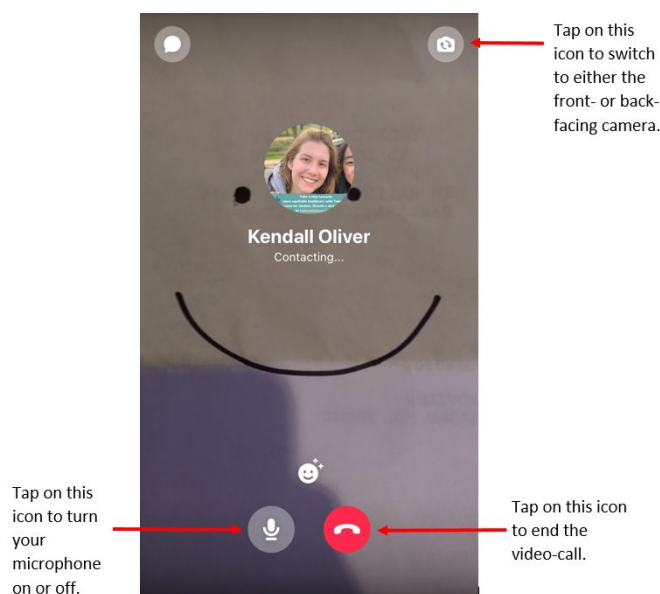 Tap on this
icon to switch
to either the
front- or back-
facing camera.
Kendall Oliver
Contacting...
Tap on this
icon to turn
your
microphone
on or off.
Tap on this icon
to end the
video-call.